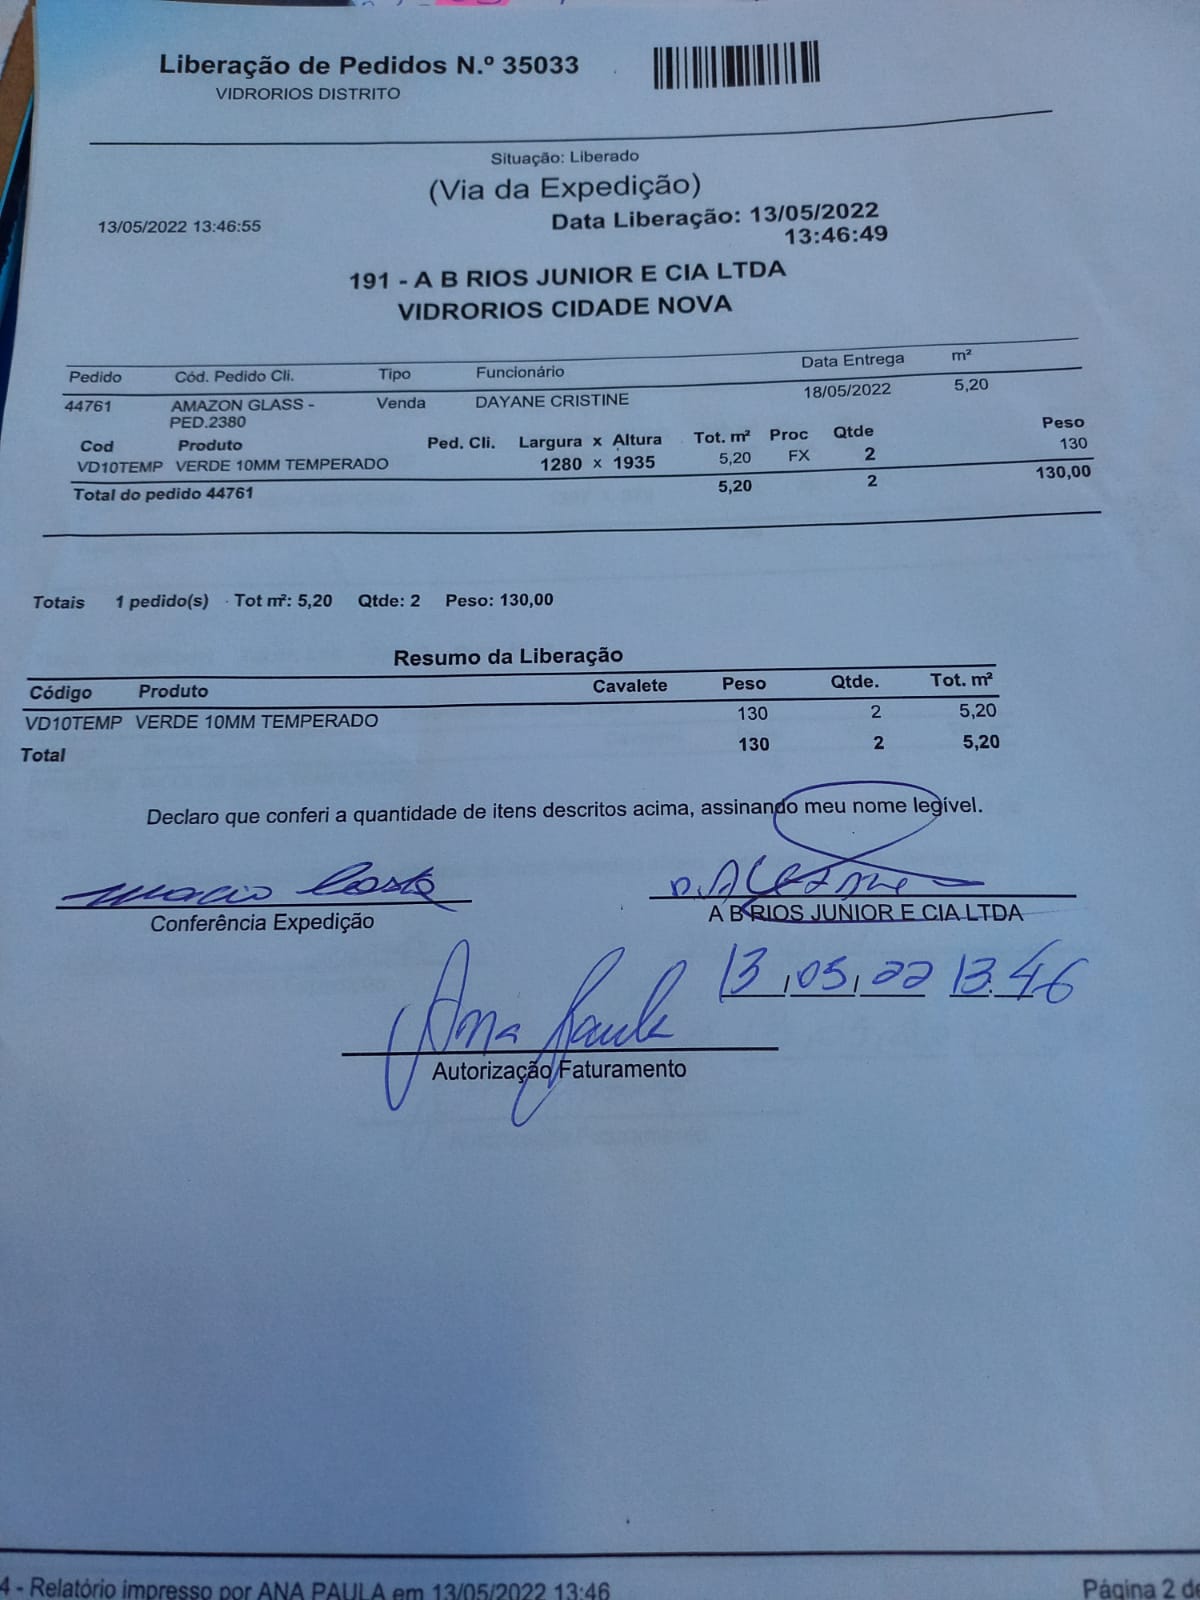 Liberação de Pedidos N.º 35033
VIDRORIOS DISTRITO
Situação: Liberado
(Via da Expedição)
13/05/2022 13:46:55
Data Liberação: 13/05/2022
13:46:49
191 - A B RIOS JUNIOR E CIA LTDA
VIDRORIOS CIDADE NOVA
Pedido Cód. Pedido Cli. Tipo Funcionário Data Entrega m²
44761 AMAZON GLASS - Venda DAYANE CRISTINE 18/05/2022 5,20
PED.2380
Cod Produto Ped. Cli. Largura x Altura Tot. m² Proc Qtde Peso
VD10TEMP VERDE 10MM TEMPERADO 1280 x 1935 5,20 FX 2 130
Total do pedido 44761 5,20 2 130,00
Totais 1 pedido(s) Tot m²: 5,20 Qtde: 2 Peso: 130,00
Resumo da Liberação
Código Produto Cavalete Peso Qtde. Tot. m²
VD10TEMP VERDE 10MM TEMPERADO 130 2 5,20
Total 130 2 5,20
Declaro que conferi a quantidade de itens descritos acima, assinando meu nome legível.
Costa
Conferência Expedição
A B RIOS JUNIOR E CIA LTDA
13/05/22 13.46
Ana Paula
Autorização Faturamento
4 - Relatório impresso por ANA PAULA em 13/05/2022 13:46
Página 2 de